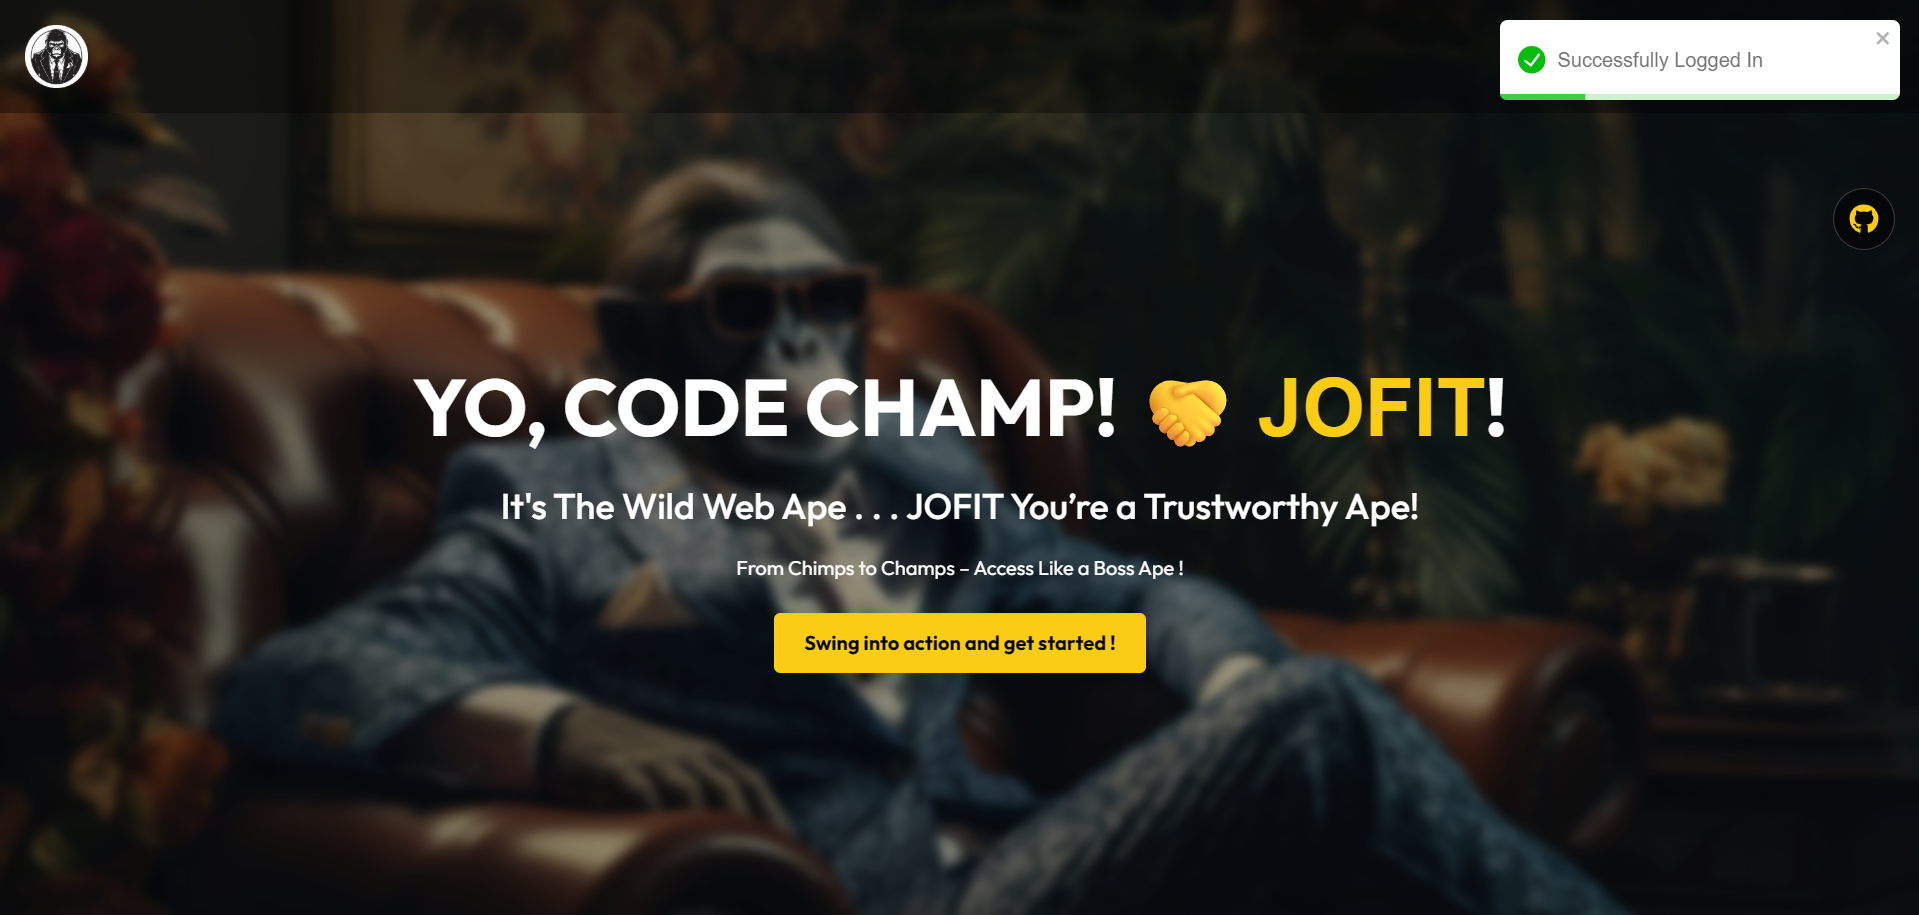 Successfully Logged In
YO, CODE CHAMP! 🤝 JOFIT!
It's The Wild Web Ape . . . JOFIT You’re a Trustworthy Ape!
From Chimps to Champs – Access Like a Boss Ape !
Swing into action and get started !